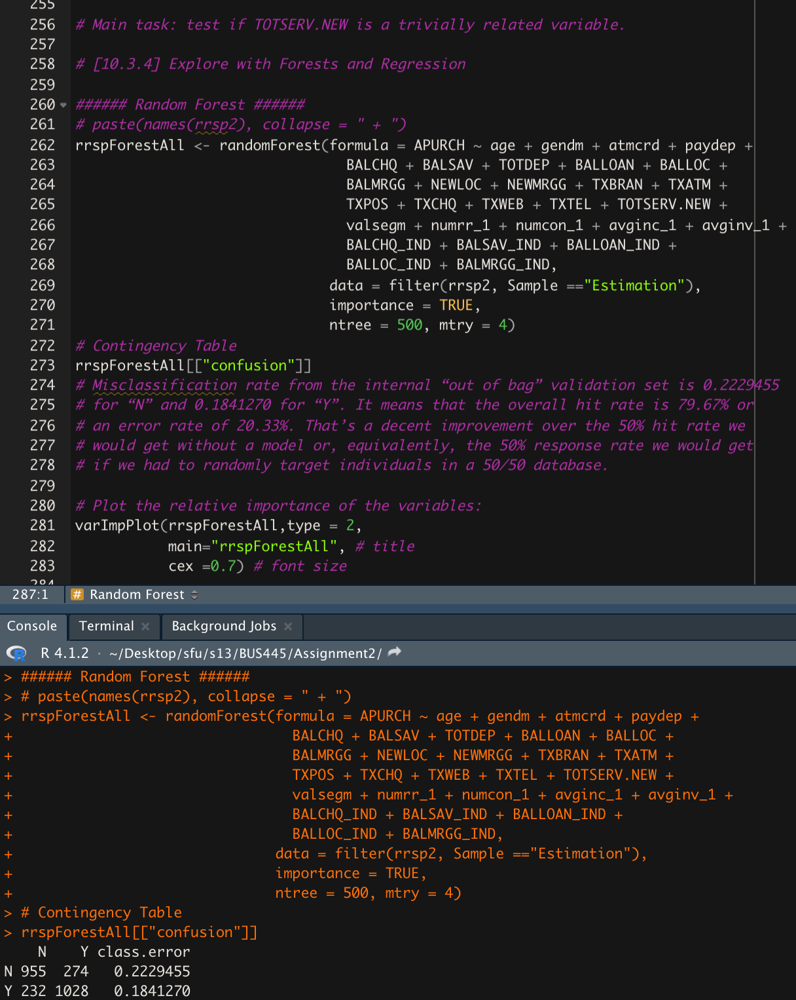 255
256 # Main task: test if TOTSERV.NEW is a trivially related variable.
257
258 # [10.3.4] Explore with Forests and Regression
259
260 ###### Random Forest ######
261 # paste(names(rrsp2), collapse = " + ")
262 rrspForestAll <- randomForest(formula = APURCH ~ age + gendm + atmcrd + paydep +
263 BALCHQ + BALSAV + TOTDEP + BALLOAN + BALLOC +
264 BALMRGG + NEWLOC + NEWMRGG + TXBRAN + TXATM +
265 TXPOS + TXCHQ + TXWEB + TXTEL + TOTSERV.NEW +
266 valsegm + numrr_1 + numcon_1 + avginc_1 + avginv_1 +
267 BALCHQ_IND + BALSAV_IND + BALLOAN_IND +
268 BALLOC_IND + BALMRGG_IND,
269 data = filter(rrsp2, Sample =="Estimation"),
270 importance = TRUE,
271 ntree = 500, mtry = 4)
272 # Contingency Table
273 rrspForestAll[["confusion"]]
274 # Misclassification rate from the internal “out of bag” validation set is 0.2229455
275 # for “N” and 0.1841270 for “Y”. It means that the overall hit rate is 79.67% or
276 # an error rate of 20.33%. That’s a decent improvement over the 50% hit rate we
277 # would get without a model or, equivalently, the 50% response rate we would get
278 # if we had to randomly target individuals in a 50/50 database.
279
280 # Plot the relative importance of the variables:
281 varImpPlot(rrspForestAll,type = 2,
282 main="rrspForestAll", # title
283 cex =0.7) # font size
284
287:1 # Random Forest
Console Terminal Background Jobs
R R 4.1.2 · ~/Desktop/sfu/s13/BUS445/Assignment2/
> ###### Random Forest ######
> # paste(names(rrsp2), collapse = " + ")
> rrspForestAll <- randomForest(formula = APURCH ~ age + gendm + atmcrd + paydep +
+ BALCHQ + BALSAV + TOTDEP + BALLOAN + BALLOC +
+ BALMRGG + NEWLOC + NEWMRGG + TXBRAN + TXATM +
+ TXPOS + TXCHQ + TXWEB + TXTEL + TOTSERV.NEW +
+ valsegm + numrr_1 + numcon_1 + avginc_1 + avginv_1 +
+ BALCHQ_IND + BALSAV_IND + BALLOAN_IND +
+ BALLOC_IND + BALMRGG_IND,
+ data = filter(rrsp2, Sample =="Estimation"),
+ importance = TRUE,
+ ntree = 500, mtry = 4)
> # Contingency Table
> rrspForestAll[["confusion"]]
N Y class.error
N 955 274 0.2229455
Y 232 1028 0.1841270